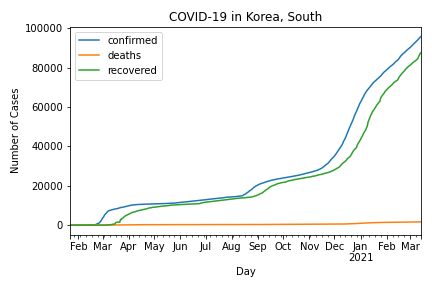 COVID-19 in Korea, South
confirmed
deaths
recovered
Number of Cases
100000
80000
60000
40000
20000
0
Feb Mar Apr May Jun Jul Aug Sep Oct Nov Dec Jan Feb Mar
2021
Day